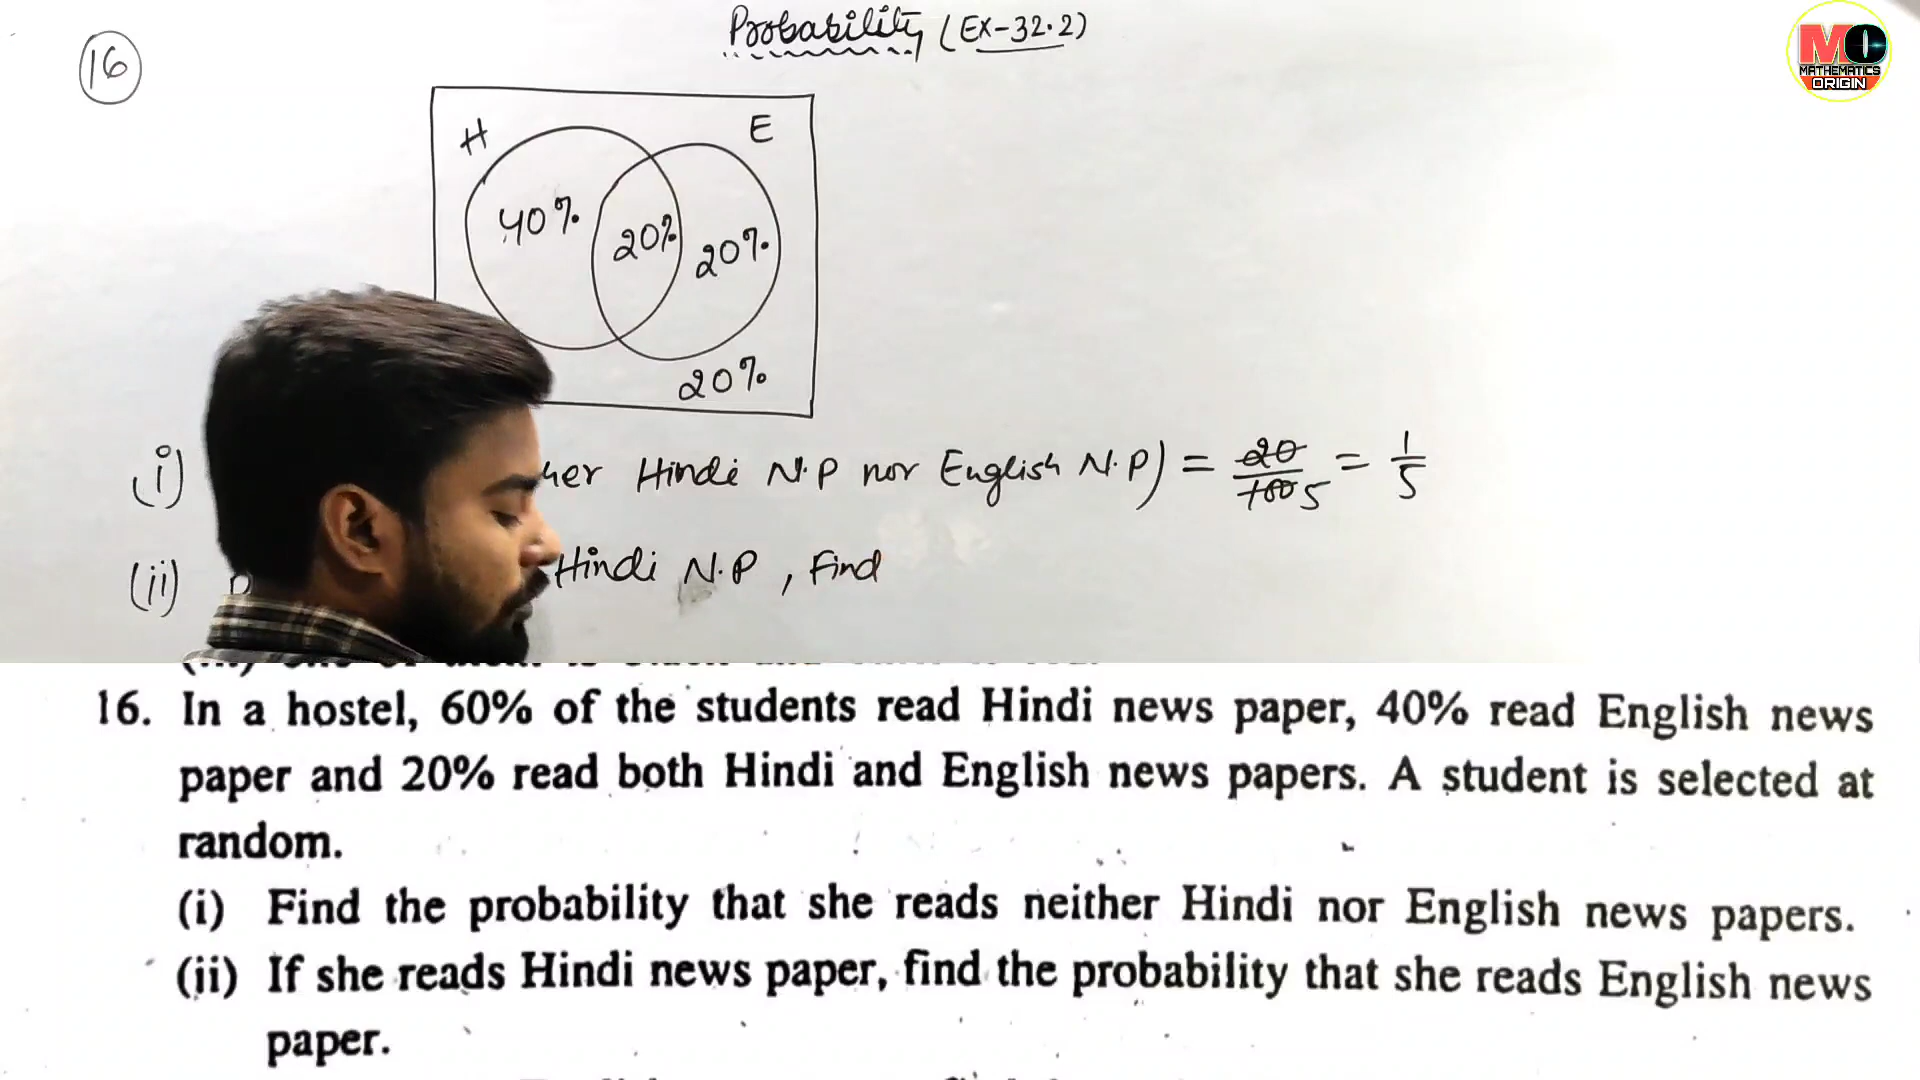 Probability (EX-32.2)
16
MC
MATHEMATICS
ORIGIN
H
E
40%
20%
20%
20%
(i) Hindi N.P nor English N.P) = 20/100 5 = 1/5
(ii) Hindi N.P , Find
16. In a hostel, 60% of the students read Hindi news paper, 40% read English news
paper and 20% read both Hindi and English news papers. A student is selected at
random.
(i) Find the probability that she reads neither Hindi nor English news papers.
(ii) If she reads Hindi news paper, find the probability that she reads English news
paper.